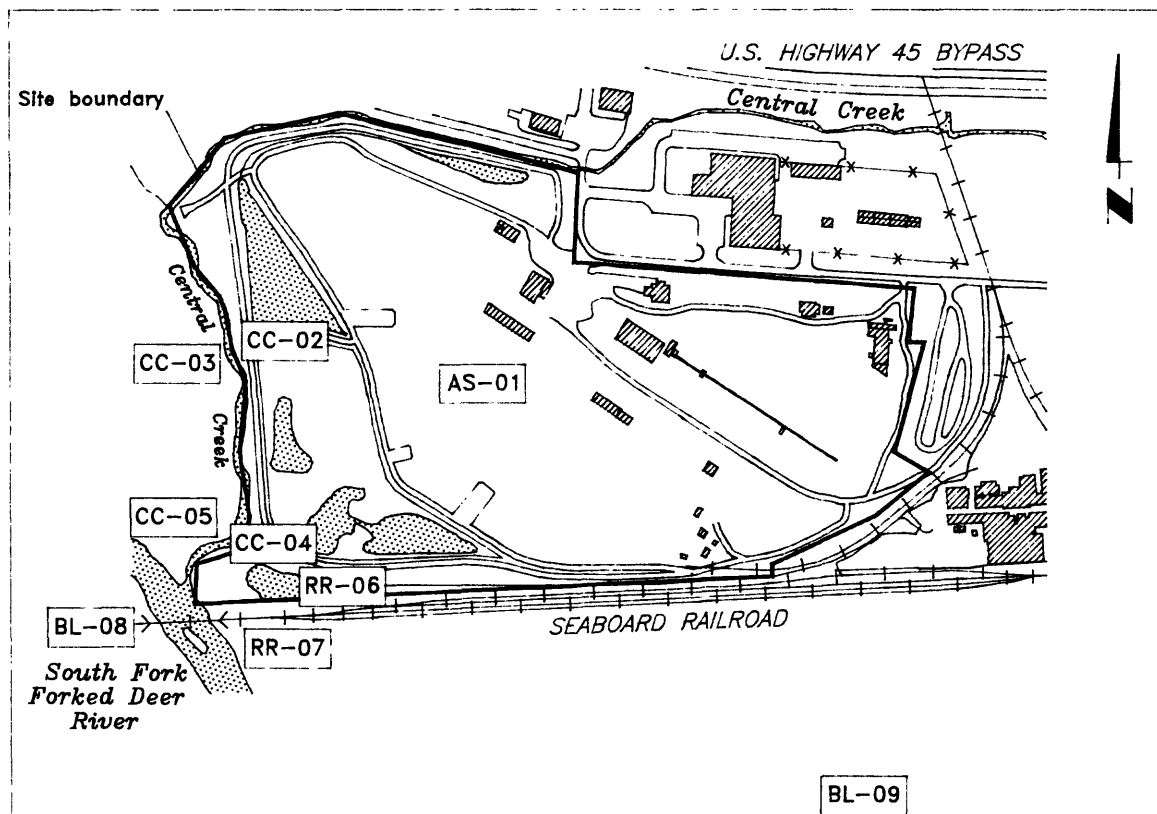 U.S. HIGHWAY 45 BYPASS
Site boundary
Central Creek
N
Central
CC-02
CC-03
AS-01
Creek
CC-05
CC-04
RR-06
BL-08
RR-07
SEABOARD RAILROAD
South Fork
Forked Deer
River
BL-09